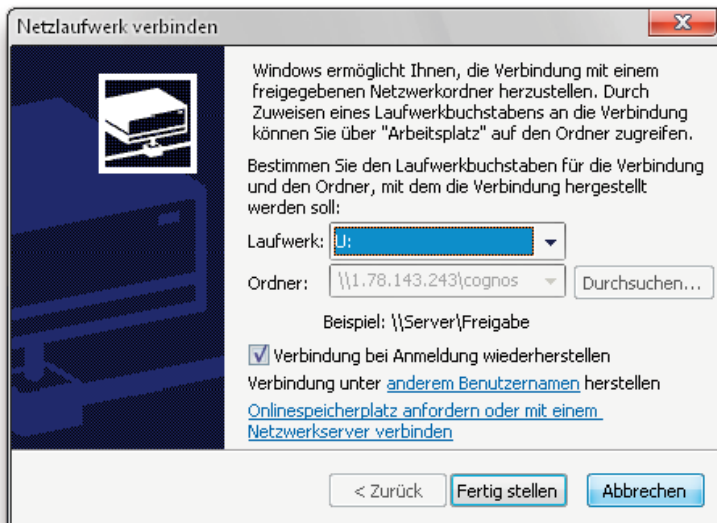 Netzlaufwerk verbinden
Windows ermöglicht Ihnen, die Verbindung mit einem
freigegebenen Netzwerkordner herzustellen. Durch
Zuweisen eines Laufwerkbuchstabens an die Verbindung
können Sie über "Arbeitsplatz" auf den Ordner zugreifen.
Bestimmen Sie den Laufwerkbuchstaben für die Verbindung
und den Ordner, mit dem die Verbindung hergestellt
werden soll:
Laufwerk: U:
Ordner: \\1.78.143.243\cognos Durchsuchen...
Beispiel: \\Server\Freigabe
Verbindung bei Anmeldung wiederherstellen
Verbindung unter anderem Benutzernamen herstellen
Onlinespeicherplatz anfordern oder mit einem
Netzwerkserver verbinden
< Zurück Fertig stellen Abbrechen